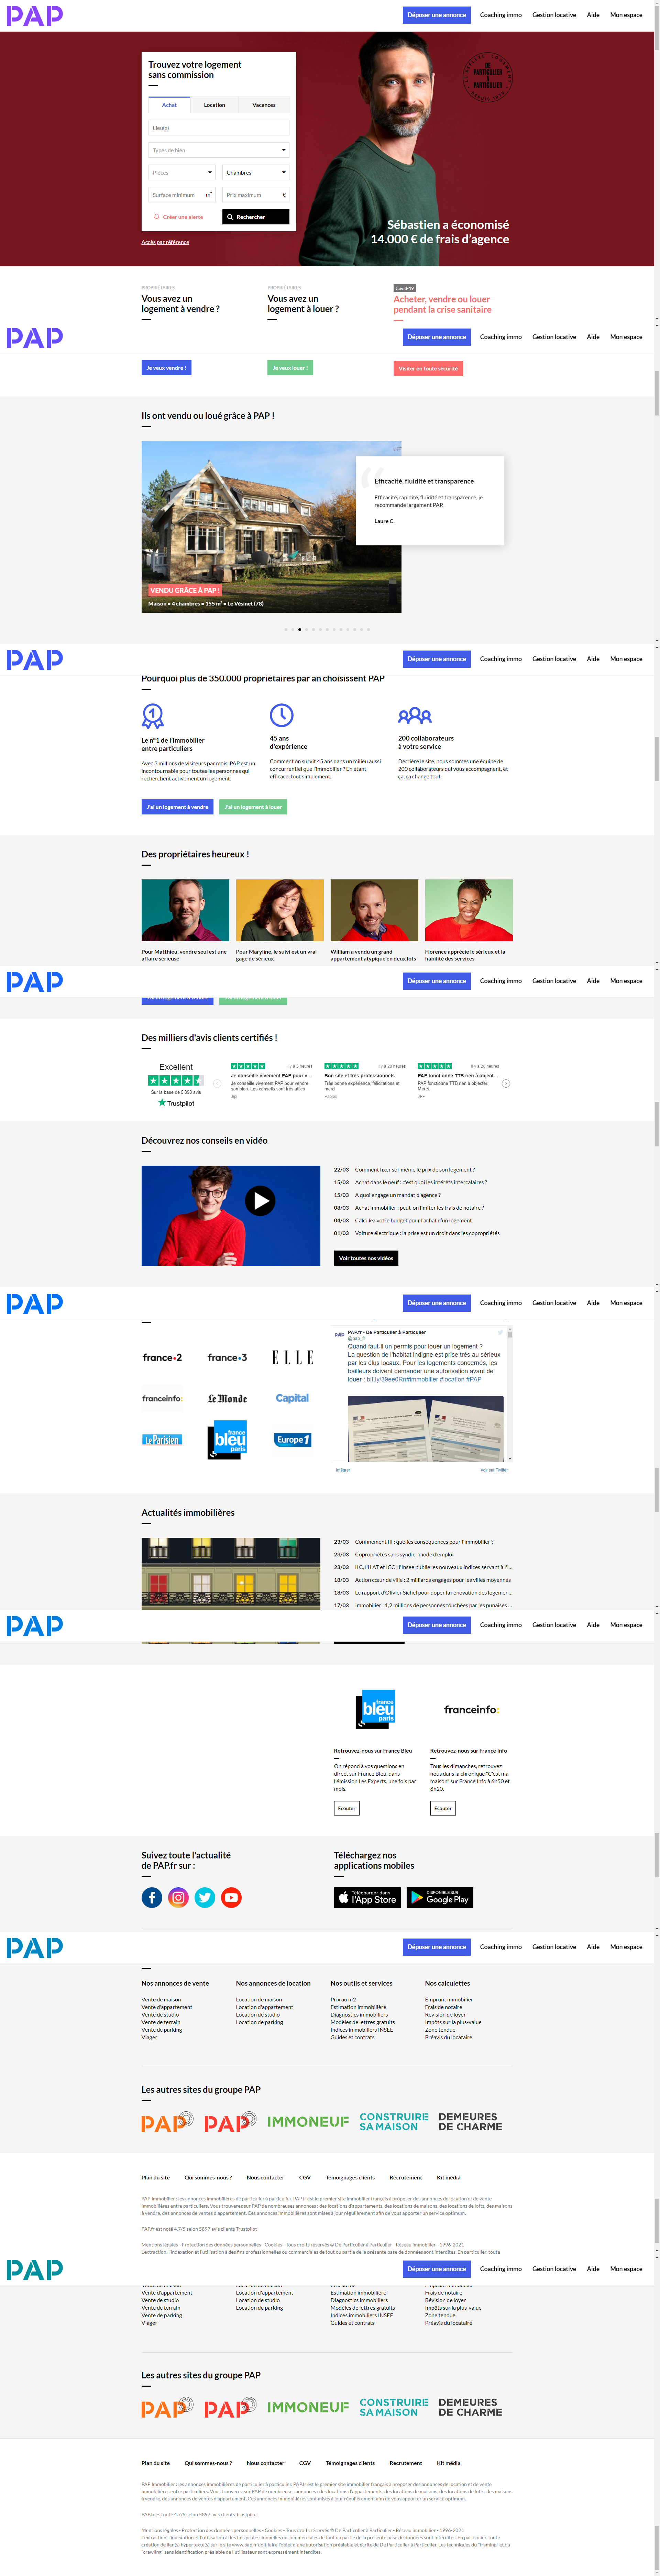 PAP
Déposer une annonce
Coaching immo
Gestion locative
Aide
Mon espace
Trouvez votre logement
sans commission
Achat
Location
Vacances
Lieu(x)
Types de bien
Pièces
Chambres
Surface minimum m²
Prix maximum €
Créer une alerte
Rechercher
Accès par référence
DE PARTICULIER À PARTICULIER
DEPUIS 1975
Sébastien a économisé
14.000 € de frais d'agence
PROPRIÉTAIRES
Vous avez un
logement à vendre ?
PROPRIÉTAIRES
Vous avez un
logement à louer ?
Covid-19
Acheter, vendre ou louer
pendant la crise sanitaire
PAP
Déposer une annonce
Coaching immo
Gestion locative
Aide
Mon espace
Je veux vendre !
Je veux louer !
Visiter en toute sécurité
Ils ont vendu ou loué grâce à PAP !
Efficacité, fluidité et transparence
Efficacité, rapidité, fluidité et transparence, je
recommande largement PAP.
Laure C.
VENDU GRÂCE À PAP !
Maison • 4 chambres • 155 m² • Le Vésinet (78)
PAP
Déposer une annonce
Coaching immo
Gestion locative
Aide
Mon espace
Pourquoi plus de 350.000 propriétaires par an choisissent PAP
Le n°1 de l'immobilier
entre particuliers
Avec 3 millions de visiteurs par mois, PAP est un
incontournable pour toutes les personnes qui
recherchent activement un logement.
45 ans
d'expérience
Comment on survit 45 ans dans un milieu aussi
concurrentiel que l'immobilier ? En étant
efficace, tout simplement.
200 collaborateurs
à votre service
Derrière le site, nous sommes une équipe de
200 collaborateurs qui vous accompagnent, et
ça, ça change tout.
J'ai un logement à vendre
J'ai un logement à louer
Des propriétaires heureux !
Pour Matthieu, vendre seul est une
affaire sérieuse
Pour Maryline, le suivi est un vrai
gage de sérieux
William a vendu un grand
appartement atypique en deux lots
Florence apprécie le sérieux et la
fiabilité des services
PAP
Déposer une annonce
Coaching immo
Gestion locative
Aide
Mon espace
J'ai un logement à vendre
J'ai un logement à louer
Des milliers d'avis clients certifiés !
Excellent
Sur la base de 5 890 avis
Trustpilot
Il y a 5 heures
Je conseille vivement PAP pour v...
Je conseille vivement PAP pour vendre
son bien. Les conseils sont très utiles
Il y a 20 heures
Bon site et très professionnels
Très bonne expérience. félicitations et
merci
Il y a 20 heures
PAP fonctionne TTB rien à object...
PAP fonctionne TTB rien à objecter
Merci
JFF
Découvrez nos conseils en vidéo
22/03 Comment fixer soi-même le prix de son logement ?
15/03 Achat dans le neuf : c'est quoi les intérêts intercalaires ?
15/03 A quoi engage un mandat d'agence ?
08/03 Achat immobilier : peut-on limiter les frais de notaire ?
04/03 Calculez votre budget pour l'achat d'un logement
01/03 Voiture électrique : la prise est un droit dans les copropriétés
Voir toutes nos vidéos
PAP
Déposer une annonce
Coaching immo
Gestion locative
Aide
Mon espace
france•2
france•3
ELLE
franceinfo:
Le Monde
Capital
Le Parisien
france
bleu
paris
Europe1
PAP.fr - De Particulier à Particulier
@pap_fr
Quand faut-il un permis pour louer un logement ?
La question de l'habitat indigne est prise très au sérieux
par les élus locaux. Pour les logements concernés, les
bailleurs doivent demander une autorisation avant de
louer : bit.ly/39ee0Rn#Immobilier #location #PAP
Intégrer
Voir sur Twitter
Actualités immobilières
23/03 Confinement III : quelles conséquences pour l'immobilier ?
23/03 Copropriétés sans syndic : mode d'emploi
23/03 ILC, l'ILAT et ICC : l'Insee publie les nouveaux indices servant à l'i...
18/03 Action cœur de ville : 2 milliards engagés pour les villes moyennes
18/03 Le rapport d'Olivier Sichel pour doper la rénovation des logemen...
17/03 Immobilier : 1,2 millions de personnes touchées par les punaises ...
PAP
Déposer une annonce
Coaching immo
Gestion locative
Aide
Mon espace
france
bleu
paris
franceinfo:
Retrouvez-nous sur France Bleu
On répond à vos questions en
direct sur France Bleu, dans
l'émission Les Experts, une fois par
mois.
Ecouter
Retrouvez-nous sur France Info
Tous les dimanches, retrouvez
nous dans la chronique "C'est ma
maison" sur France Info à 6h50 et
8h20.
Ecouter
Suivez toute l'actualité
de PAP.fr sur :
Téléchargez nos
applications mobiles
Télécharger dans
l'App Store
DISPONIBLE SUR
Google Play
PAP
Déposer une annonce
Coaching immo
Gestion locative
Aide
Mon espace
Nos annonces de vente
Vente de maison
Vente d'appartement
Vente de studio
Vente de terrain
Vente de parking
Viager
Nos annonces de location
Location de maison
Location d'appartement
Location de studio
Location de parking
Nos outils et services
Prix au m2
Estimation Immobilière
Diagnostics immobiliers
Modèles de lettres gratuits
Indices immobiliers INSEE
Guides et contrats
Nos calculettes
Emprunt immobilier
Frais de notaire
Révision de loyer
Impôts sur la plus-value
Zone tendue
Préavis du locataire
Les autres sites du groupe PAP
PAP
PAP
IMMONEUF
CONSTRUIRE
SA MAISON
DEMEURES
DE CHARME
Plan du site
Qui sommes-nous ?
Nous contacter
CGV
Témoignages clients
Recrutement
Kit média
PAP Immobilier : les annonces immobilières de particulier à particulier. PAP.fr est le premier site immobilier français à proposer des annonces de location et de vente
immobilières entre particuliers. Vous trouverez sur PAP de nombreuses annonces : des locations d'appartements, des locations de maisons, des locations de lofts, des maisons
à vendre, des annonces de ventes d'appartement. Ces annonces immobilières sont mises à jour régulièrement afin de vous apporter un service optimum.
PAP.fr est noté 4.7/5 selon 5897 avis clients Trustpilot
Mentions légales - Protection des données personnelles - Cookies - Tous droits réservés © De Particulier à Particulier - Réseau Immobilier - 1996-2021
L'extraction, l'indexation et l'utilisation à des fins professionnelles ou commerciales de tout ou partie de la présente base de données sont interdites. En particulier, toute
PAP
Déposer une annonce
Coaching immo
Gestion locative
Aide
Mon espace
Vente de maison
Vente d'appartement
Vente de studio
Vente de terrain
Vente de parking
Viager
Location de maison
Location d'appartement
Location de studio
Location de parking
Prix au m2
Estimation Immobilière
Diagnostics immobiliers
Modèles de lettres gratuits
Indices immobiliers INSEE
Guides et contrats
Emprunt immobilier
Frais de notaire
Révision de loyer
Impôts sur la plus-value
Zone tendue
Préavis du locataire
Les autres sites du groupe PAP
PAP
PAP
IMMONEUF
CONSTRUIRE
SA MAISON
DEMEURES
DE CHARME
Plan du site
Qui sommes-nous ?
Nous contacter
CGV
Témoignages clients
Recrutement
Kit média
PAP Immobilier : les annonces immobilières de particulier à particulier. PAP.fr est le premier site immobilier français à proposer des annonces de location et de vente
immobilières entre particuliers. Vous trouverez sur PAP de nombreuses annonces : des locations d'appartements, des locations de maisons, des locations de lofts, des maisons
à vendre, des annonces de ventes d'appartement. Ces annonces immobilières sont mises à jour régulièrement afin de vous apporter un service optimum.
PAP.fr est noté 4.7/5 selon 5897 avis clients Trustpilot
Mentions légales - Protection des données personnelles - Cookies - Tous droits réservés © De Particulier à Particulier - Réseau Immobilier - 1996-2021
L'extraction, l'indexation et l'utilisation à des fins professionnelles ou commerciales de tout ou partie de la présente base de données sont interdites. En particulier, toute
création de lien(s) hypertexte(s) sur le site www.pap.fr doit faire l'objet d'une autorisation préalable et écrite de De Particulier à Particulier. Les techniques du "framing" et du
"crawling" sans identification préalable de l'utilisateur sont expressément interdites.